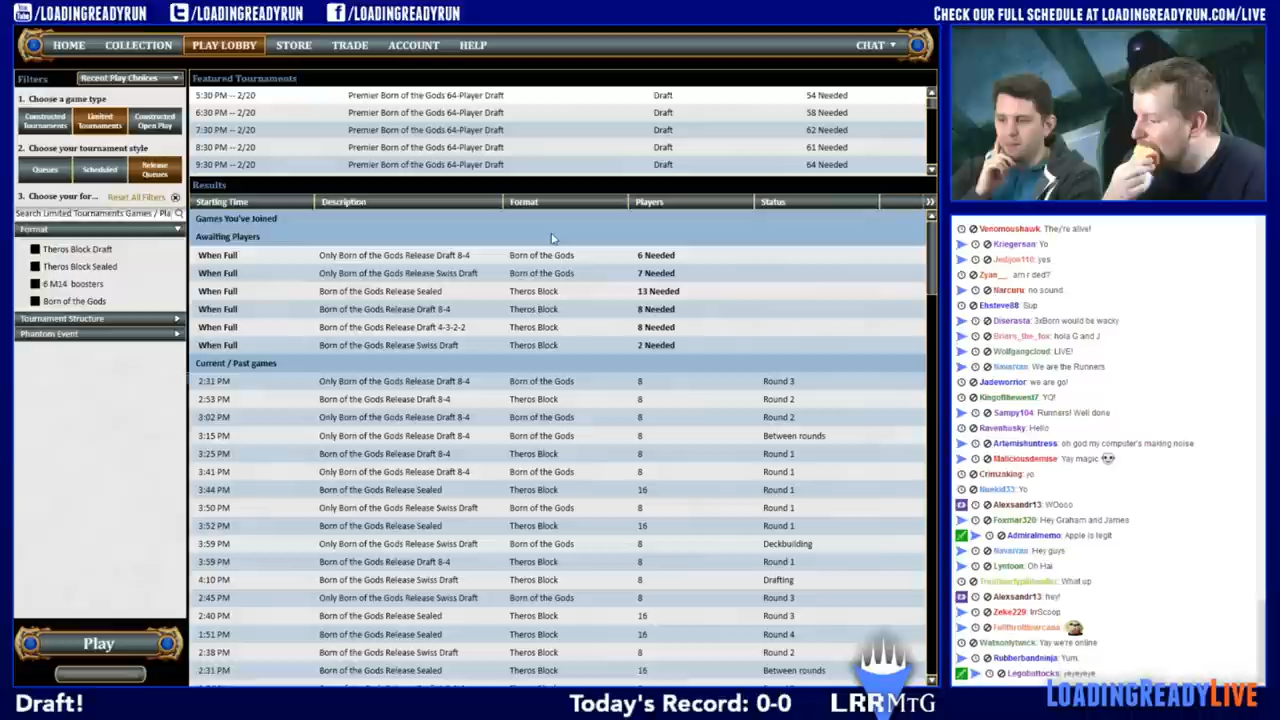 /LOADINGREADYRUN /LOADINGREADYRUN /LOADINGREADYRUN
CHECK OUR FULL SCHEDULE AT LOADINGREADYRUN.COM/LIVE
HOME COLLECTION PLAY LOBBY STORE TRADE ACCOUNT HELP CHAT
Filters Recent Play Choices
1. Choose a game type
Constructed Tournaments Limited Tournaments Constructed Open Play
2. Choose your tournament style
Queues Scheduled Release Queues
3. Choose your for... Reset All Filters
Search Limited Tournaments Games / Pla
Format
Theros Block Draft
Theros Block Sealed
6 M14 boosters
Born of the Gods
Tournament Structure
Phantom Event
Play
Featured Tournaments
5:30 PM -- 2/20 Premier Born of the Gods 64-Player Draft Draft 54 Needed
6:30 PM -- 2/20 Premier Born of the Gods 64-Player Draft Draft 58 Needed
7:30 PM -- 2/20 Premier Born of the Gods 64-Player Draft Draft 62 Needed
8:30 PM -- 2/20 Premier Born of the Gods 64-Player Draft Draft 61 Needed
9:30 PM -- 2/20 Premier Born of the Gods 64-Player Draft Draft 64 Needed
Results
Starting Time Description Format Players Status
Games You've Joined
Awaiting Players
When Full Only Born of the Gods Release Draft 8-4 Born of the Gods 6 Needed
When Full Only Born of the Gods Release Swiss Draft Born of the Gods 7 Needed
When Full Born of the Gods Release Sealed Theros Block 13 Needed
When Full Born of the Gods Release Draft 8-4 Theros Block 8 Needed
When Full Born of the Gods Release Draft 4-3-2-2 Theros Block 8 Needed
When Full Born of the Gods Release Swiss Draft Theros Block 2 Needed
Current / Past games
2:31 PM Only Born of the Gods Release Draft 8-4 Born of the Gods 8 Round 3
2:53 PM Born of the Gods Release Draft 8-4 Theros Block 8 Round 2
3:02 PM Only Born of the Gods Release Draft 8-4 Born of the Gods 8 Round 2
3:15 PM Only Born of the Gods Release Draft 8-4 Born of the Gods 8 Between rounds
3:25 PM Born of the Gods Release Draft 8-4 Theros Block 8 Round 1
3:41 PM Only Born of the Gods Release Draft 8-4 Born of the Gods 8 Round 1
3:44 PM Born of the Gods Release Sealed Theros Block 16 Round 1
3:50 PM Only Born of the Gods Release Swiss Draft Born of the Gods 8 Round 1
3:52 PM Born of the Gods Release Sealed Theros Block 16 Round 1
3:59 PM Only Born of the Gods Release Swiss Draft Born of the Gods 8 Deckbuilding
3:59 PM Born of the Gods Release Draft 8-4 Theros Block 8 Round 1
4:10 PM Born of the Gods Release Swiss Draft Theros Block 8 Drafting
2:45 PM Only Born of the Gods Release Swiss Draft Born of the Gods 8 Round 3
2:40 PM Born of the Gods Release Sealed Theros Block 16 Round 3
1:51 PM Born of the Gods Release Sealed Theros Block 16 Round 4
2:38 PM Born of the Gods Release Swiss Draft Theros Block 8 Round 2
2:31 PM Born of the Gods Release Sealed Theros Block 16 Between rounds
Venomoushawk: They're alive!
Kriegersan: Yo
Jedijoe110: yes
Zyan__: am r ded?
Narcuru: no sound
Ehsteve88: Sup
Diserasta: 3xBorn would be wacky
Briars_the_fox: hola G and J
Wolfgangcloud: LIVE!
We are the Runners
Jadeworrior: we are go!
Kingofthewest7: YO!
Sampy104: Runners! Well done
Ravenhusky: Hello
Artemishuntress: oh god my computer's making noise
Maliciousdemise: Yay magic
Crimznking: yo
Niuekid33: Yo
Alexsandr13: WOooo
Foxmar320: Hey Graham and James
Admiralmemo: Apple is legit
Hey guys
Lyntoon: Oh Hai
What up
Alexsandr13: hey!
Zeke229: lrrScoop
Watsonlytwick: Yay we're online
Rubberbandninja: Yum.
Legobuttocks: yeyeyeye
Draft! Today's Record: 0-0 LRRMTG
LOADINGREADYLIVE